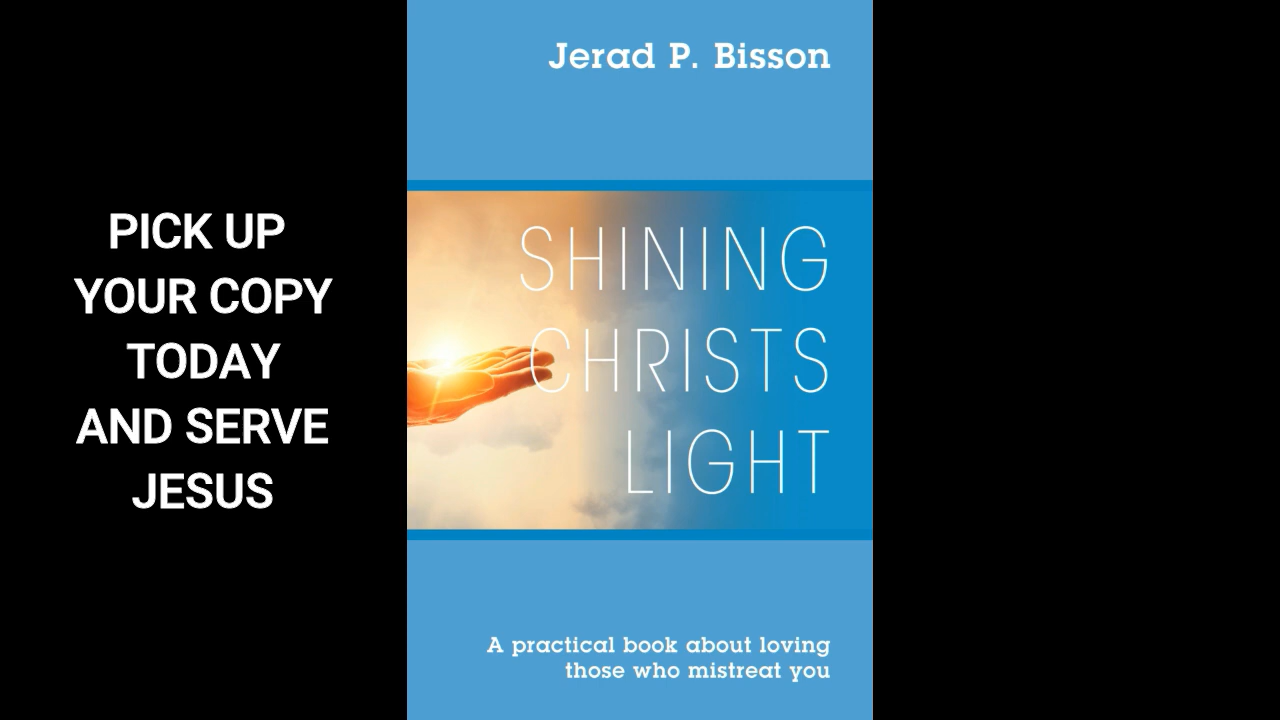 PICK UP
YOUR COPY
TODAY
AND SERVE
JESUS
Jerad P. Bisson
SHINING
CHRISTS
LIGHT
A practical book about loving
those who mistreat you